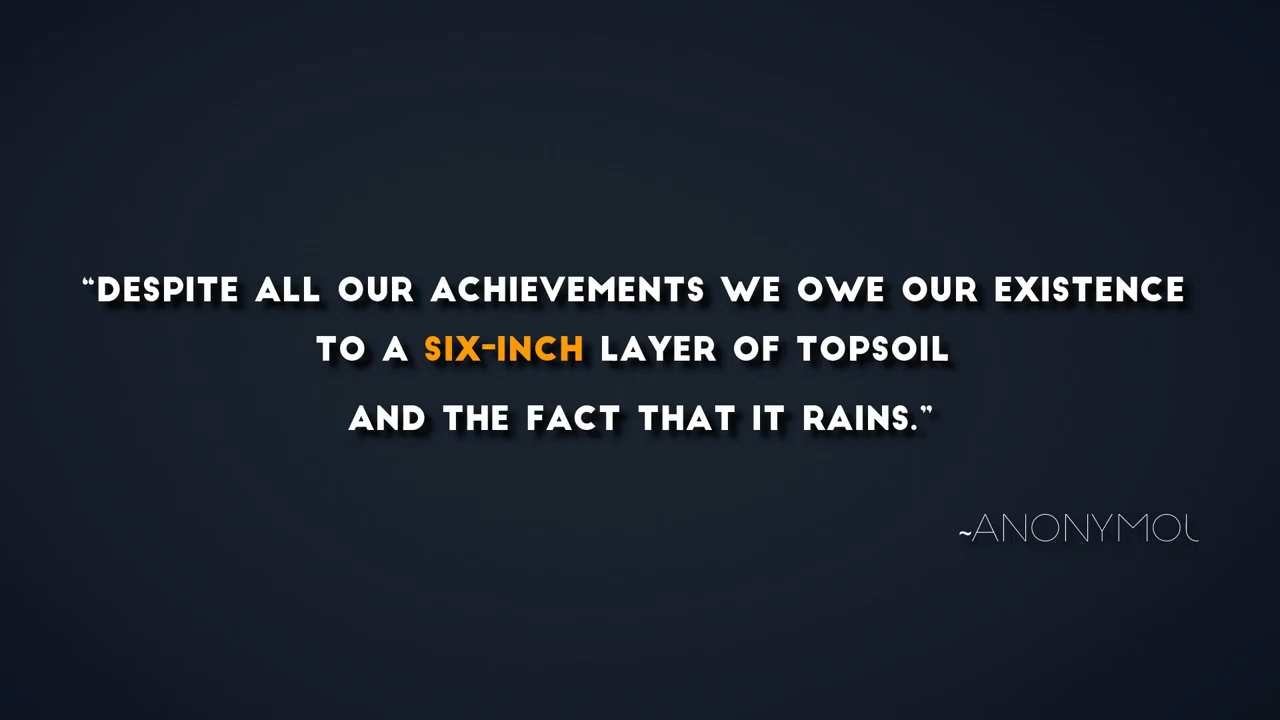 “DESPITE ALL OUR ACHIEVEMENTS WE OWE OUR EXISTENCE
TO A SIX-INCH LAYER OF TOPSOIL
AND THE FACT THAT IT RAINS.”
~ANONYMOU